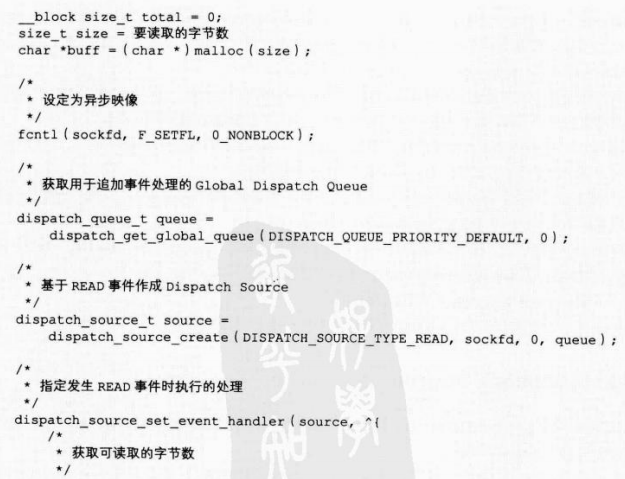 __block size_t total = 0;
size_t size = 要读取的字节数
char *buff = (char *)malloc(size);
/*
 * 设定为异步映像
 */
fcntl(sockfd, F_SETFL, O_NONBLOCK);
/*
 * 获取用于追加事件处理的 Global Dispatch Queue
 */
dispatch_queue_t queue =
    dispatch_get_global_queue(DISPATCH_QUEUE_PRIORITY_DEFAULT, 0);
/*
 * 基于 READ 事件作成 Dispatch Source
 */
dispatch_source_t source =
    dispatch_source_create(DISPATCH_SOURCE_TYPE_READ, sockfd, 0, queue);
/*
 * 指定发生 READ 事件时执行的处理
 */
dispatch_source_set_event_handler(source, ^{
    /*
     * 获取可读取的字节数
     */